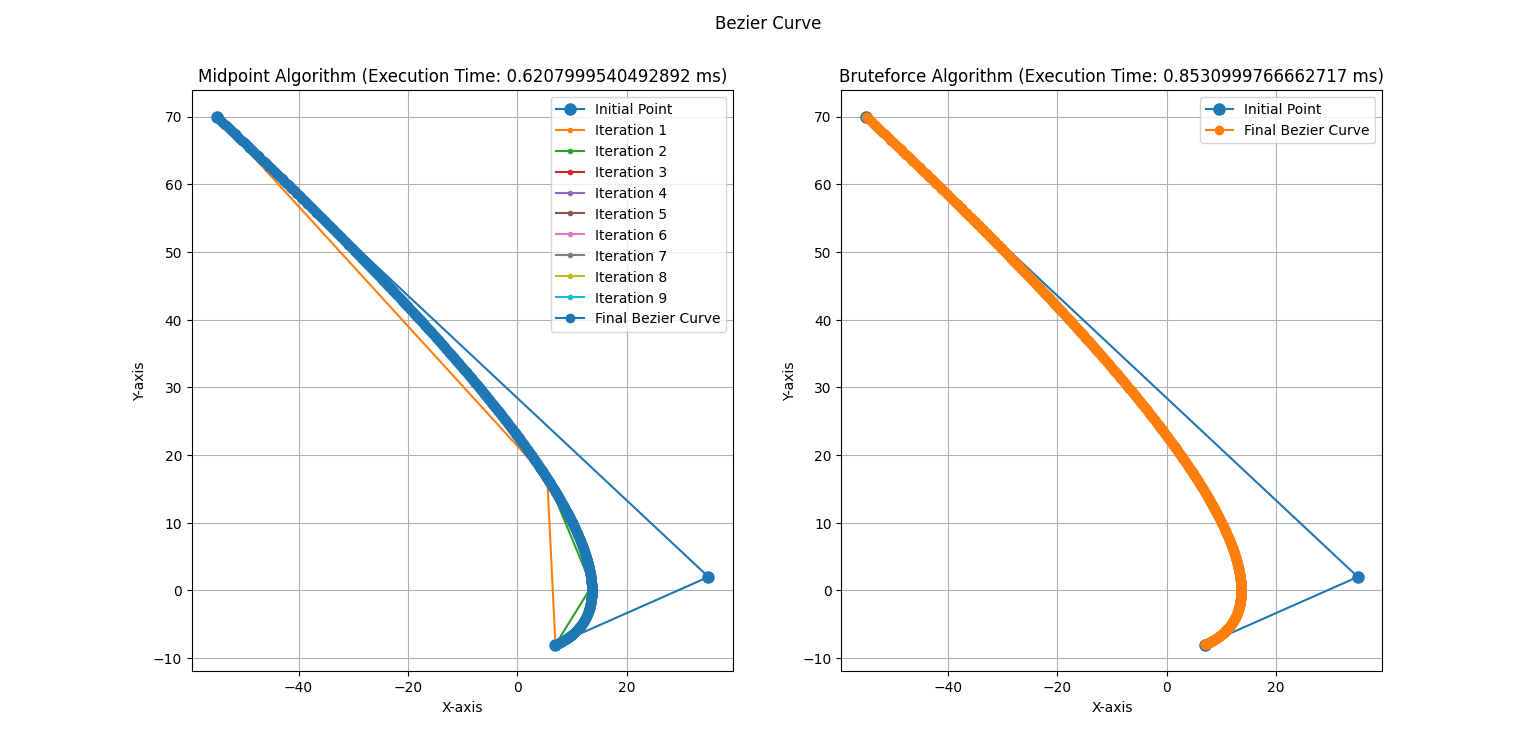 Bezier Curve
Midpoint Algorithm (Execution Time: 0.6207999540492892 ms)
Initial Point
Iteration 1
Iteration 2
Iteration 3
Iteration 4
Iteration 5
Iteration 6
Iteration 7
Iteration 8
Iteration 9
Final Bezier Curve
70
60
50
40
30
20
10
0
−10
Y-axis
−40
−20
0
20
X-axis
Bruteforce Algorithm (Execution Time: 0.8530999766662717 ms)
Initial Point
Final Bezier Curve
70
60
50
40
30
20
10
0
−10
Y-axis
−40
−20
0
20
X-axis